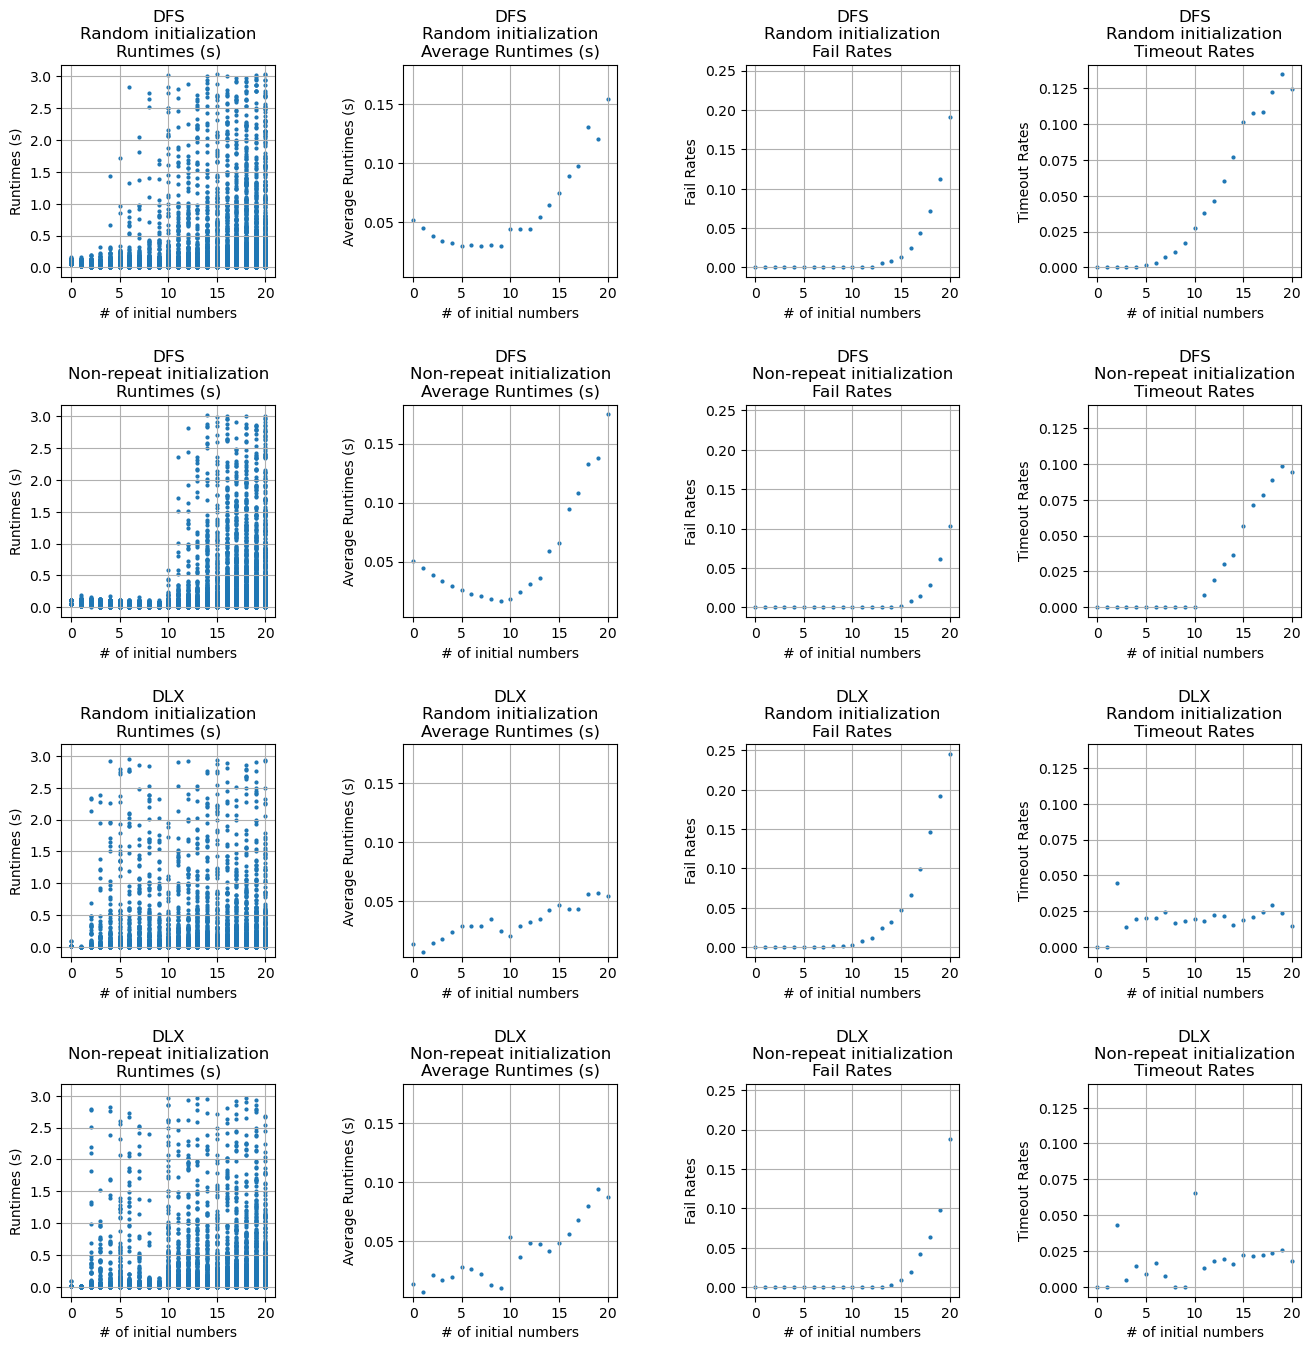 DFS
Random initialization
Runtimes (s)
Runtimes (s)
3.0
2.5
2.0
1.5
1.0
0.5
0.0
0 5 10 15 20
# of initial numbers
DFS
Random initialization
Average Runtimes (s)
Average Runtimes (s)
0.15
0.10
0.05
0 5 10 15 20
# of initial numbers
DFS
Random initialization
Fail Rates
Fail Rates
0.25
0.20
0.15
0.10
0.05
0.00
0 5 10 15 20
# of initial numbers
DFS
Random initialization
Timeout Rates
Timeout Rates
0.125
0.100
0.075
0.050
0.025
0.000
0 5 10 15 20
# of initial numbers
DFS
Non-repeat initialization
Runtimes (s)
Runtimes (s)
3.0
2.5
2.0
1.5
1.0
0.5
0.0
0 5 10 15 20
# of initial numbers
DFS
Non-repeat initialization
Average Runtimes (s)
Average Runtimes (s)
0.15
0.10
0.05
0 5 10 15 20
# of initial numbers
DFS
Non-repeat initialization
Fail Rates
Fail Rates
0.25
0.20
0.15
0.10
0.05
0.00
0 5 10 15 20
# of initial numbers
DFS
Non-repeat initialization
Timeout Rates
Timeout Rates
0.125
0.100
0.075
0.050
0.025
0.000
0 5 10 15 20
# of initial numbers
DLX
Random initialization
Runtimes (s)
Runtimes (s)
3.0
2.5
2.0
1.5
1.0
0.5
0.0
0 5 10 15 20
# of initial numbers
DLX
Random initialization
Average Runtimes (s)
Average Runtimes (s)
0.15
0.10
0.05
0 5 10 15 20
# of initial numbers
DLX
Random initialization
Fail Rates
Fail Rates
0.25
0.20
0.15
0.10
0.05
0.00
0 5 10 15 20
# of initial numbers
DLX
Random initialization
Timeout Rates
Timeout Rates
0.125
0.100
0.075
0.050
0.025
0.000
0 5 10 15 20
# of initial numbers
DLX
Non-repeat initialization
Runtimes (s)
Runtimes (s)
3.0
2.5
2.0
1.5
1.0
0.5
0.0
0 5 10 15 20
# of initial numbers
DLX
Non-repeat initialization
Average Runtimes (s)
Average Runtimes (s)
0.15
0.10
0.05
0 5 10 15 20
# of initial numbers
DLX
Non-repeat initialization
Fail Rates
Fail Rates
0.25
0.20
0.15
0.10
0.05
0.00
0 5 10 15 20
# of initial numbers
DLX
Non-repeat initialization
Timeout Rates
Timeout Rates
0.125
0.100
0.075
0.050
0.025
0.000
0 5 10 15 20
# of initial numbers